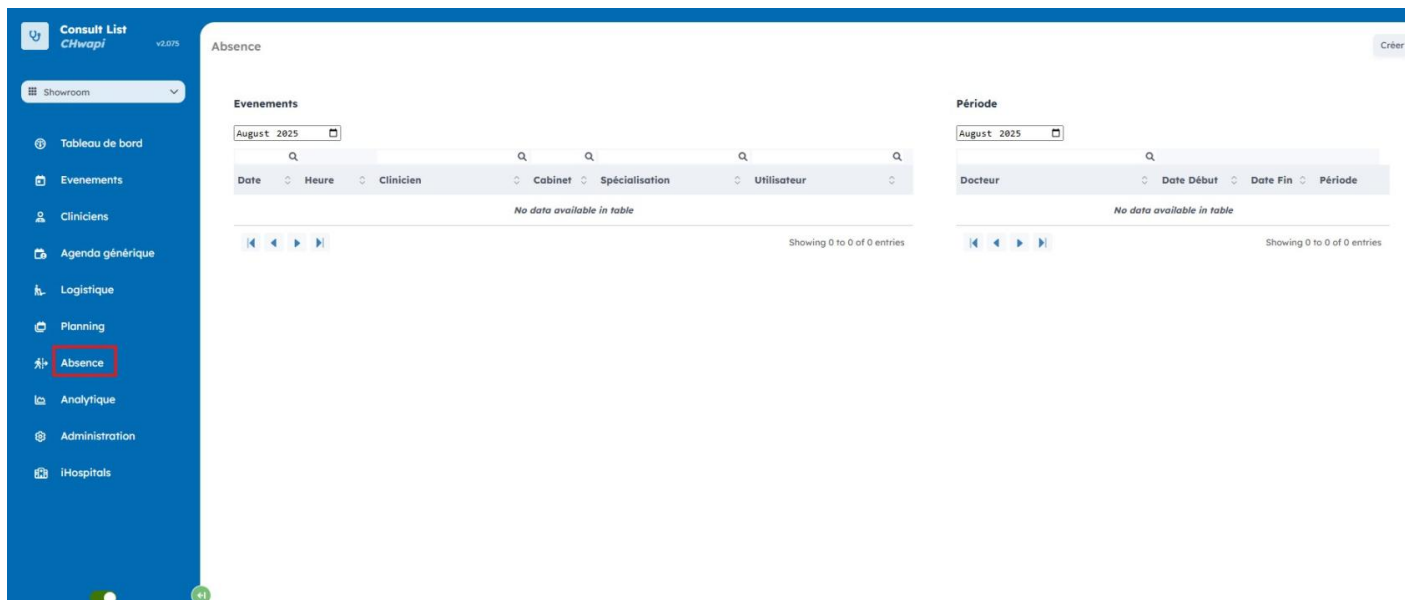 Consult List
CHwapi v2.075
Absence
Créer
Showroom
Evenements
Période
August 2025
August 2025
Tableau de bord
Evenements
Cliniciens
Agenda générique
Logistique
Planning
Absence
Analytique
Administration
iHospitals
Date Heure Clinicien Cabinet Spécialisation Utilisateur
No data available in table
Showing 0 to 0 of 0 entries
Docteur Date Début Date Fin Période
No data available in table
Showing 0 to 0 of 0 entries